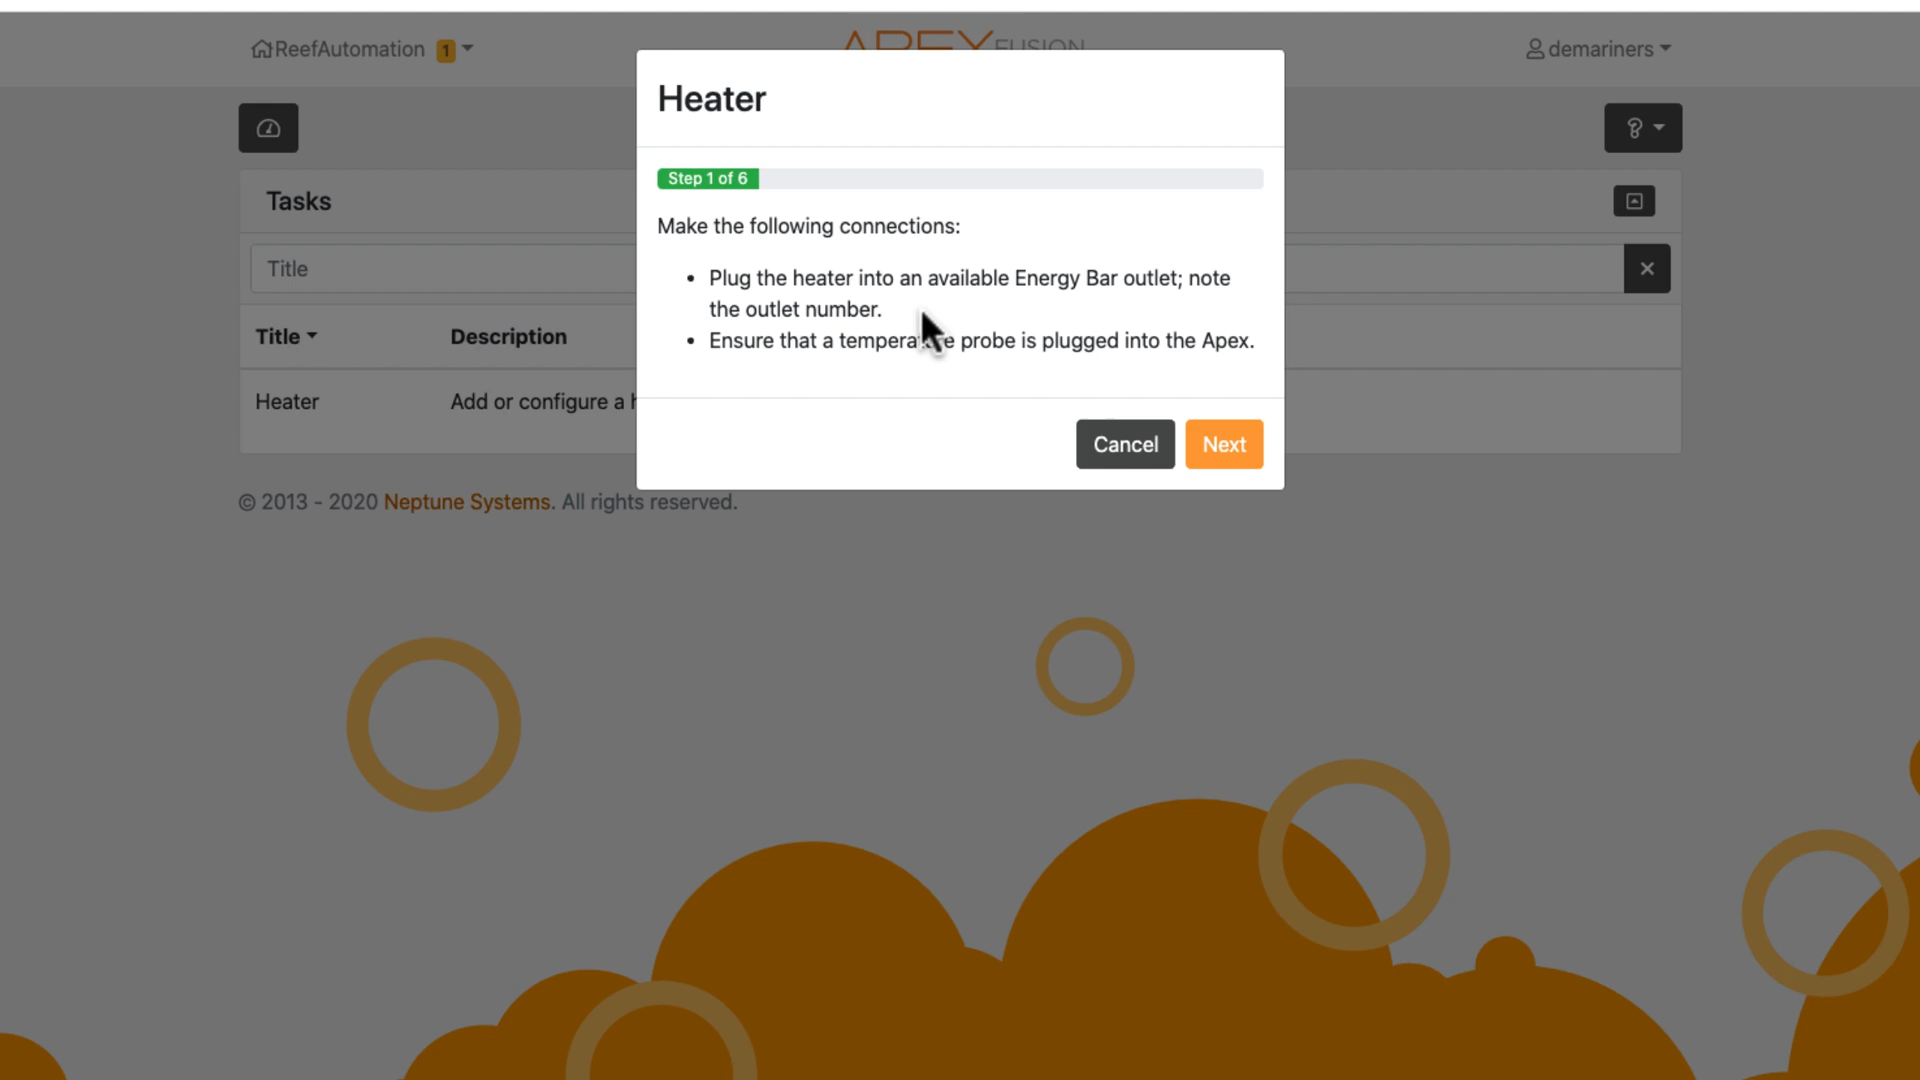 ReefAutomation 1
APEX FUSION
demariners
Heater
Step 1 of 6
Make the following connections:
• Plug the heater into an available Energy Bar outlet; note
the outlet number.
• Ensure that a temperature probe is plugged into the Apex.
Cancel Next
Tasks
Title
Title Description
Heater Add or configure a
© 2013 - 2020 Neptune Systems. All rights reserved.